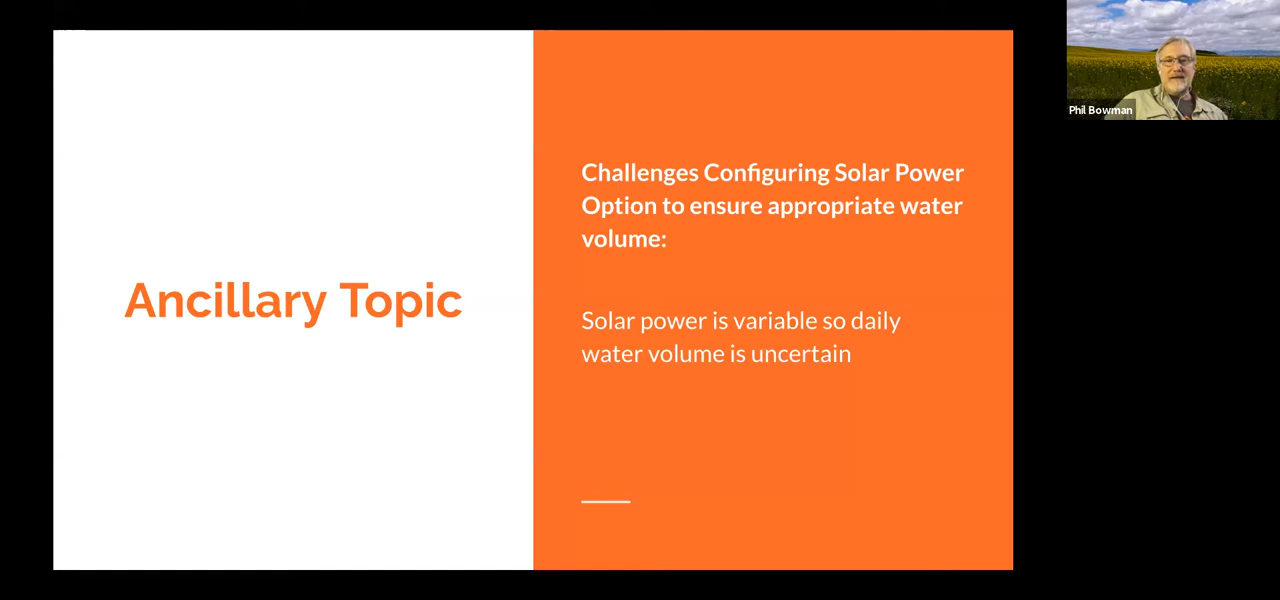 Ancillary Topic
Challenges Configuring Solar Power
Option to ensure appropriate water
volume:
Solar power is variable so daily
water volume is uncertain
Phil Bowman